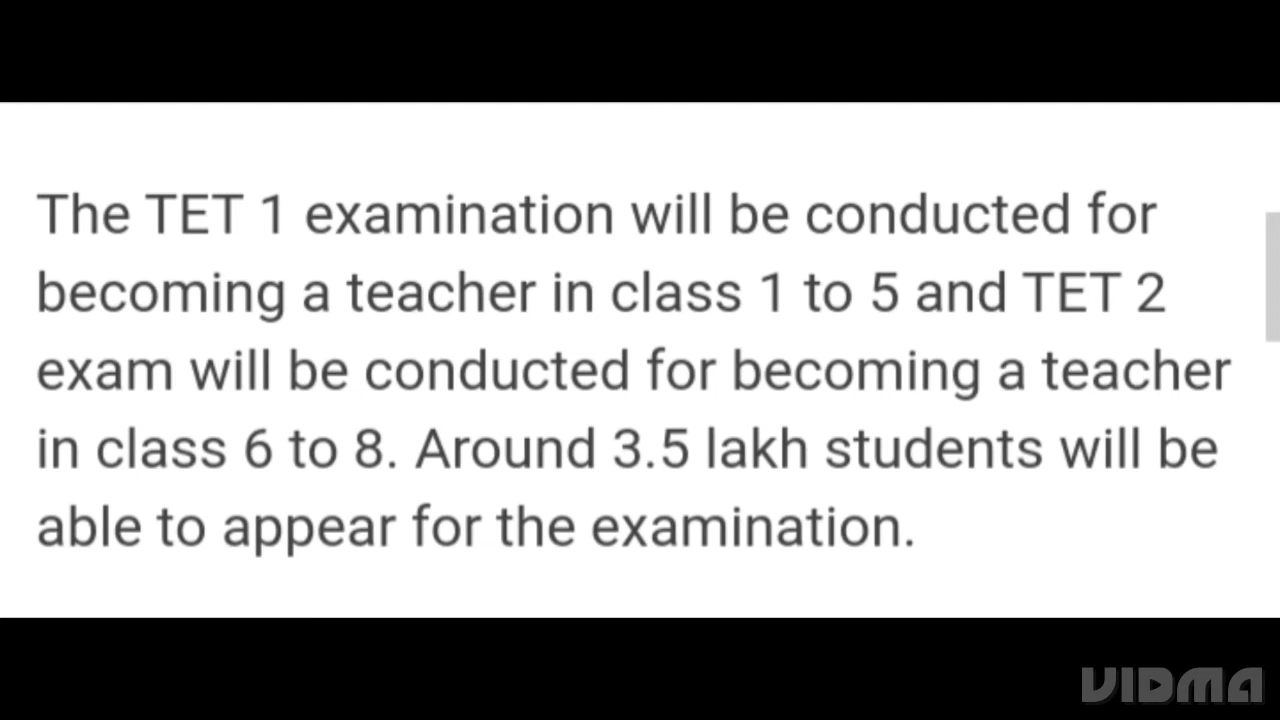 The TET 1 examination will be conducted for
becoming a teacher in class 1 to 5 and TET 2
exam will be conducted for becoming a teacher
in class 6 to 8. Around 3.5 lakh students will be
able to appear for the examination.
VIDMA